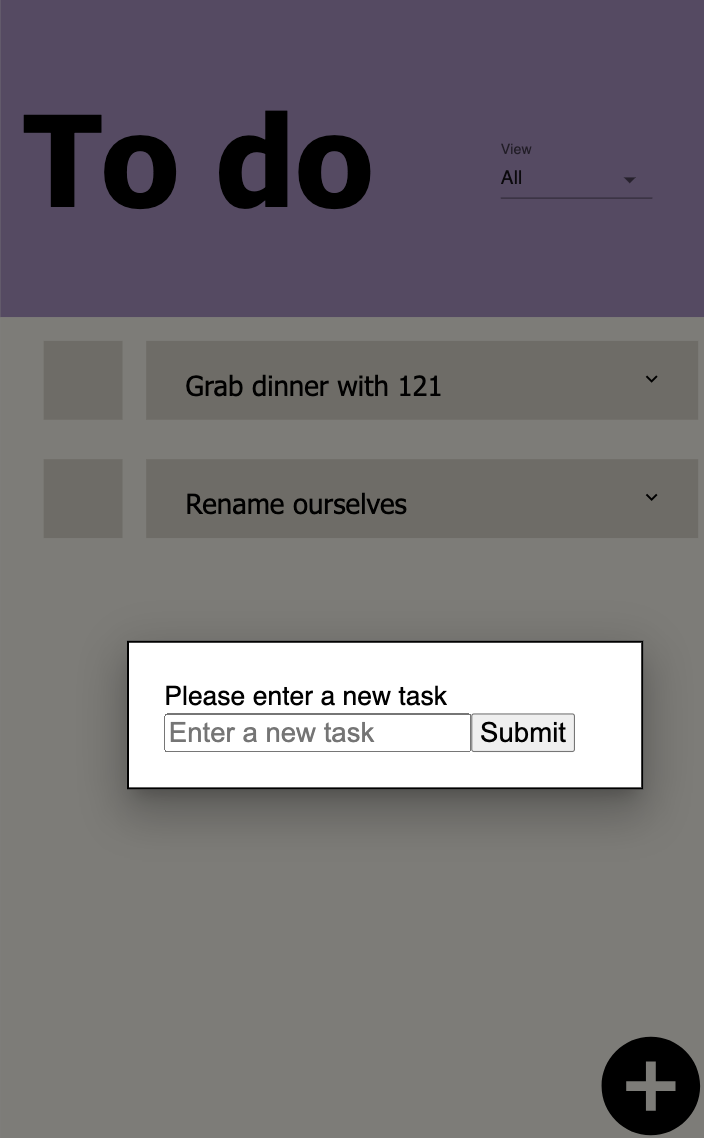 To do
View
All
Grab dinner with 121
Rename ourselves
Please enter a new task
Enter a new task Submit